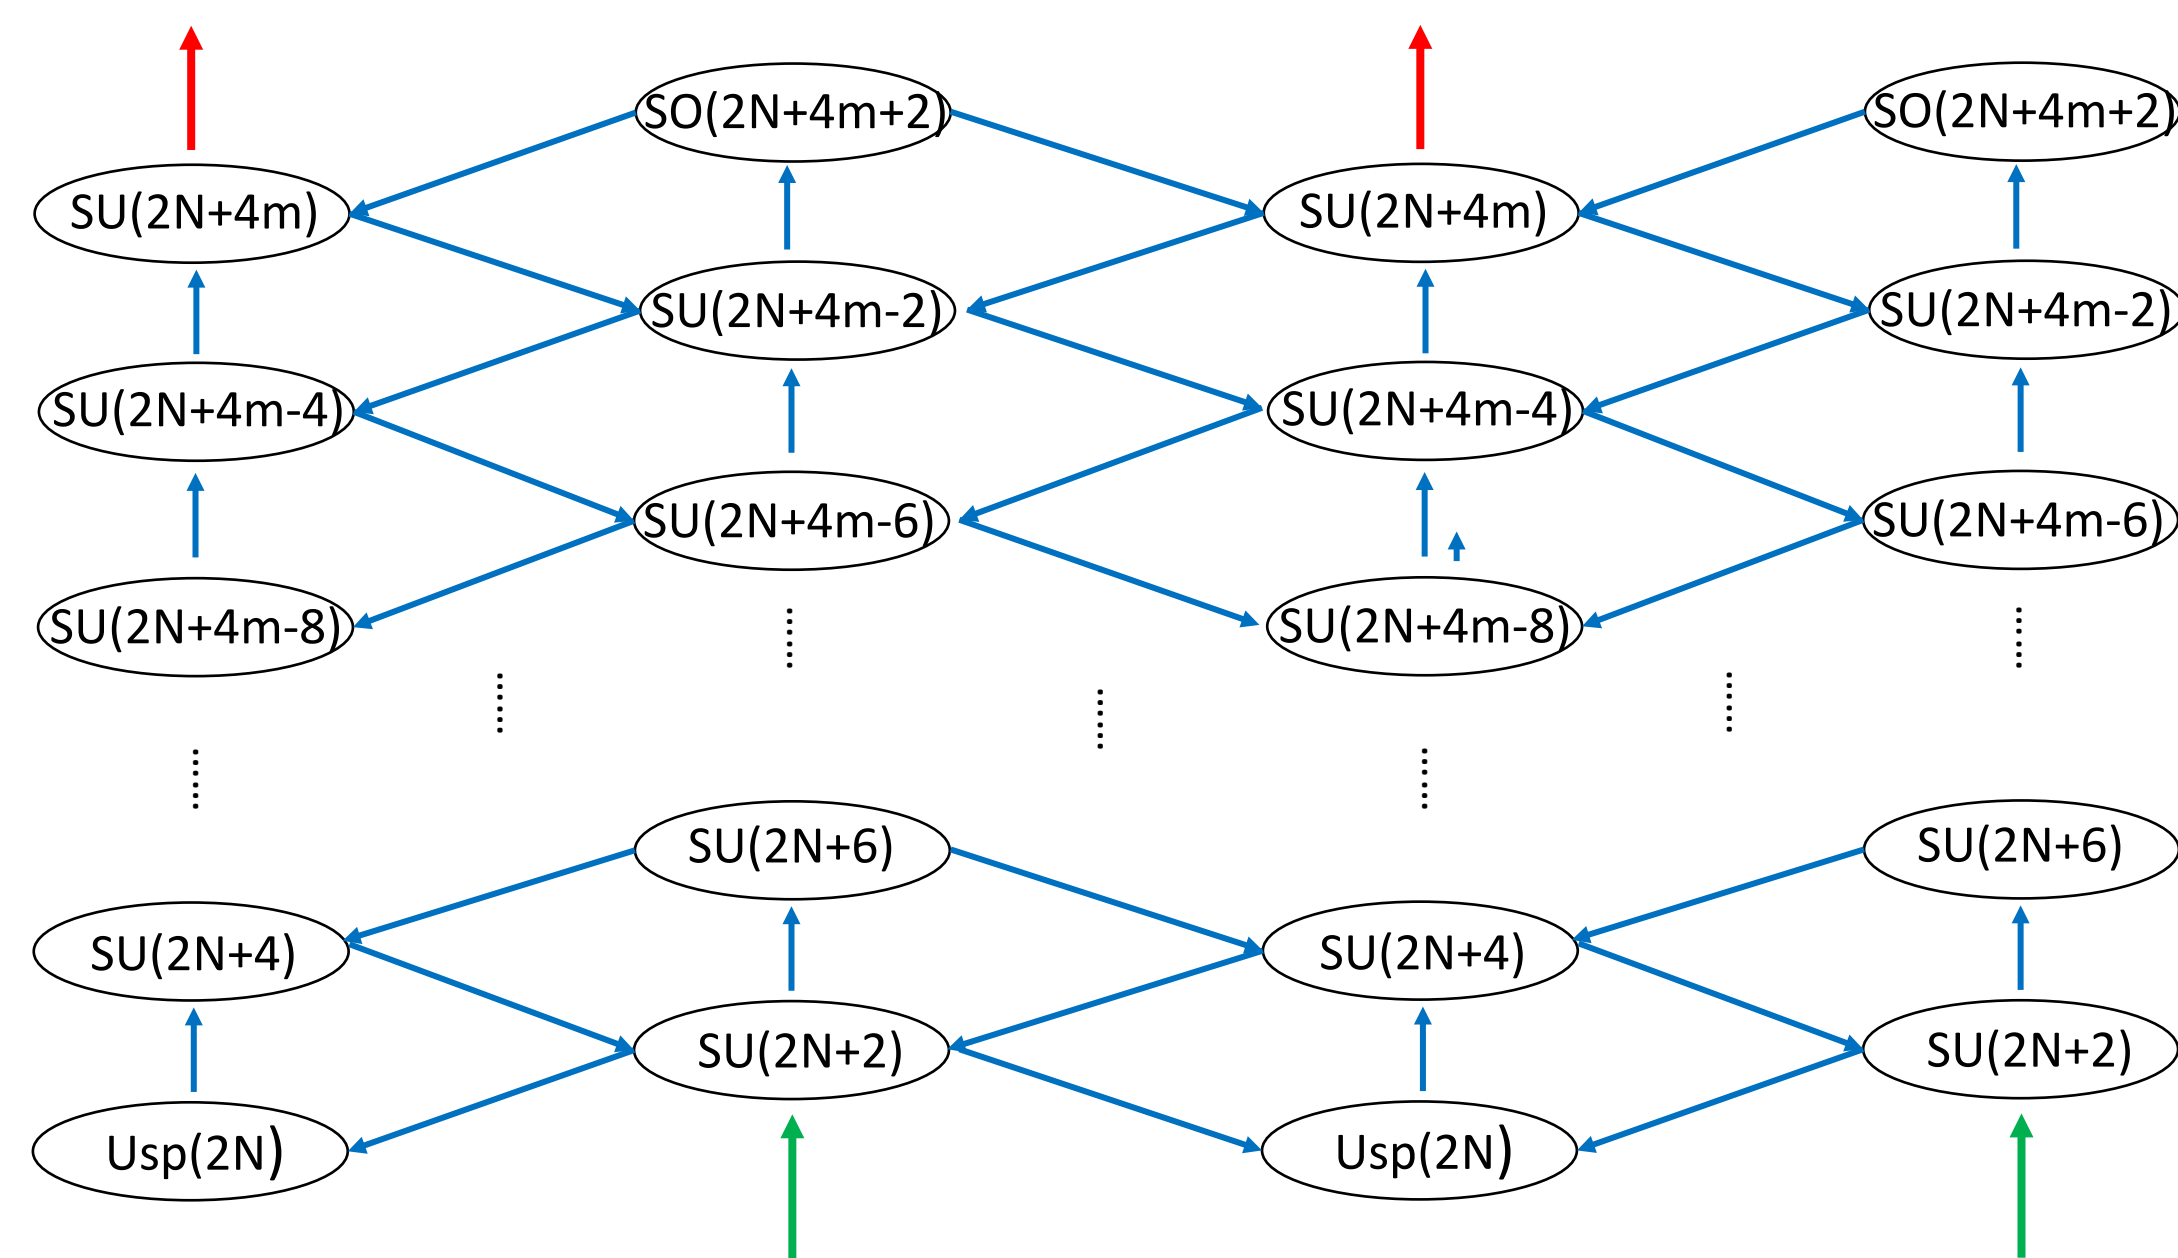 SO(2N+4m+2) SO(2N+4m+2)
SU(2N+4m) SU(2N+4m)
SU(2N+4m-2) SU(2N+4m-2)
SU(2N+4m-4) SU(2N+4m-4)
SU(2N+4m-6) SU(2N+4m-6)
SU(2N+4m-8) SU(2N+4m-8)
SU(2N+6) SU(2N+6)
SU(2N+4) SU(2N+4)
SU(2N+2) SU(2N+2)
Usp(2N) Usp(2N)